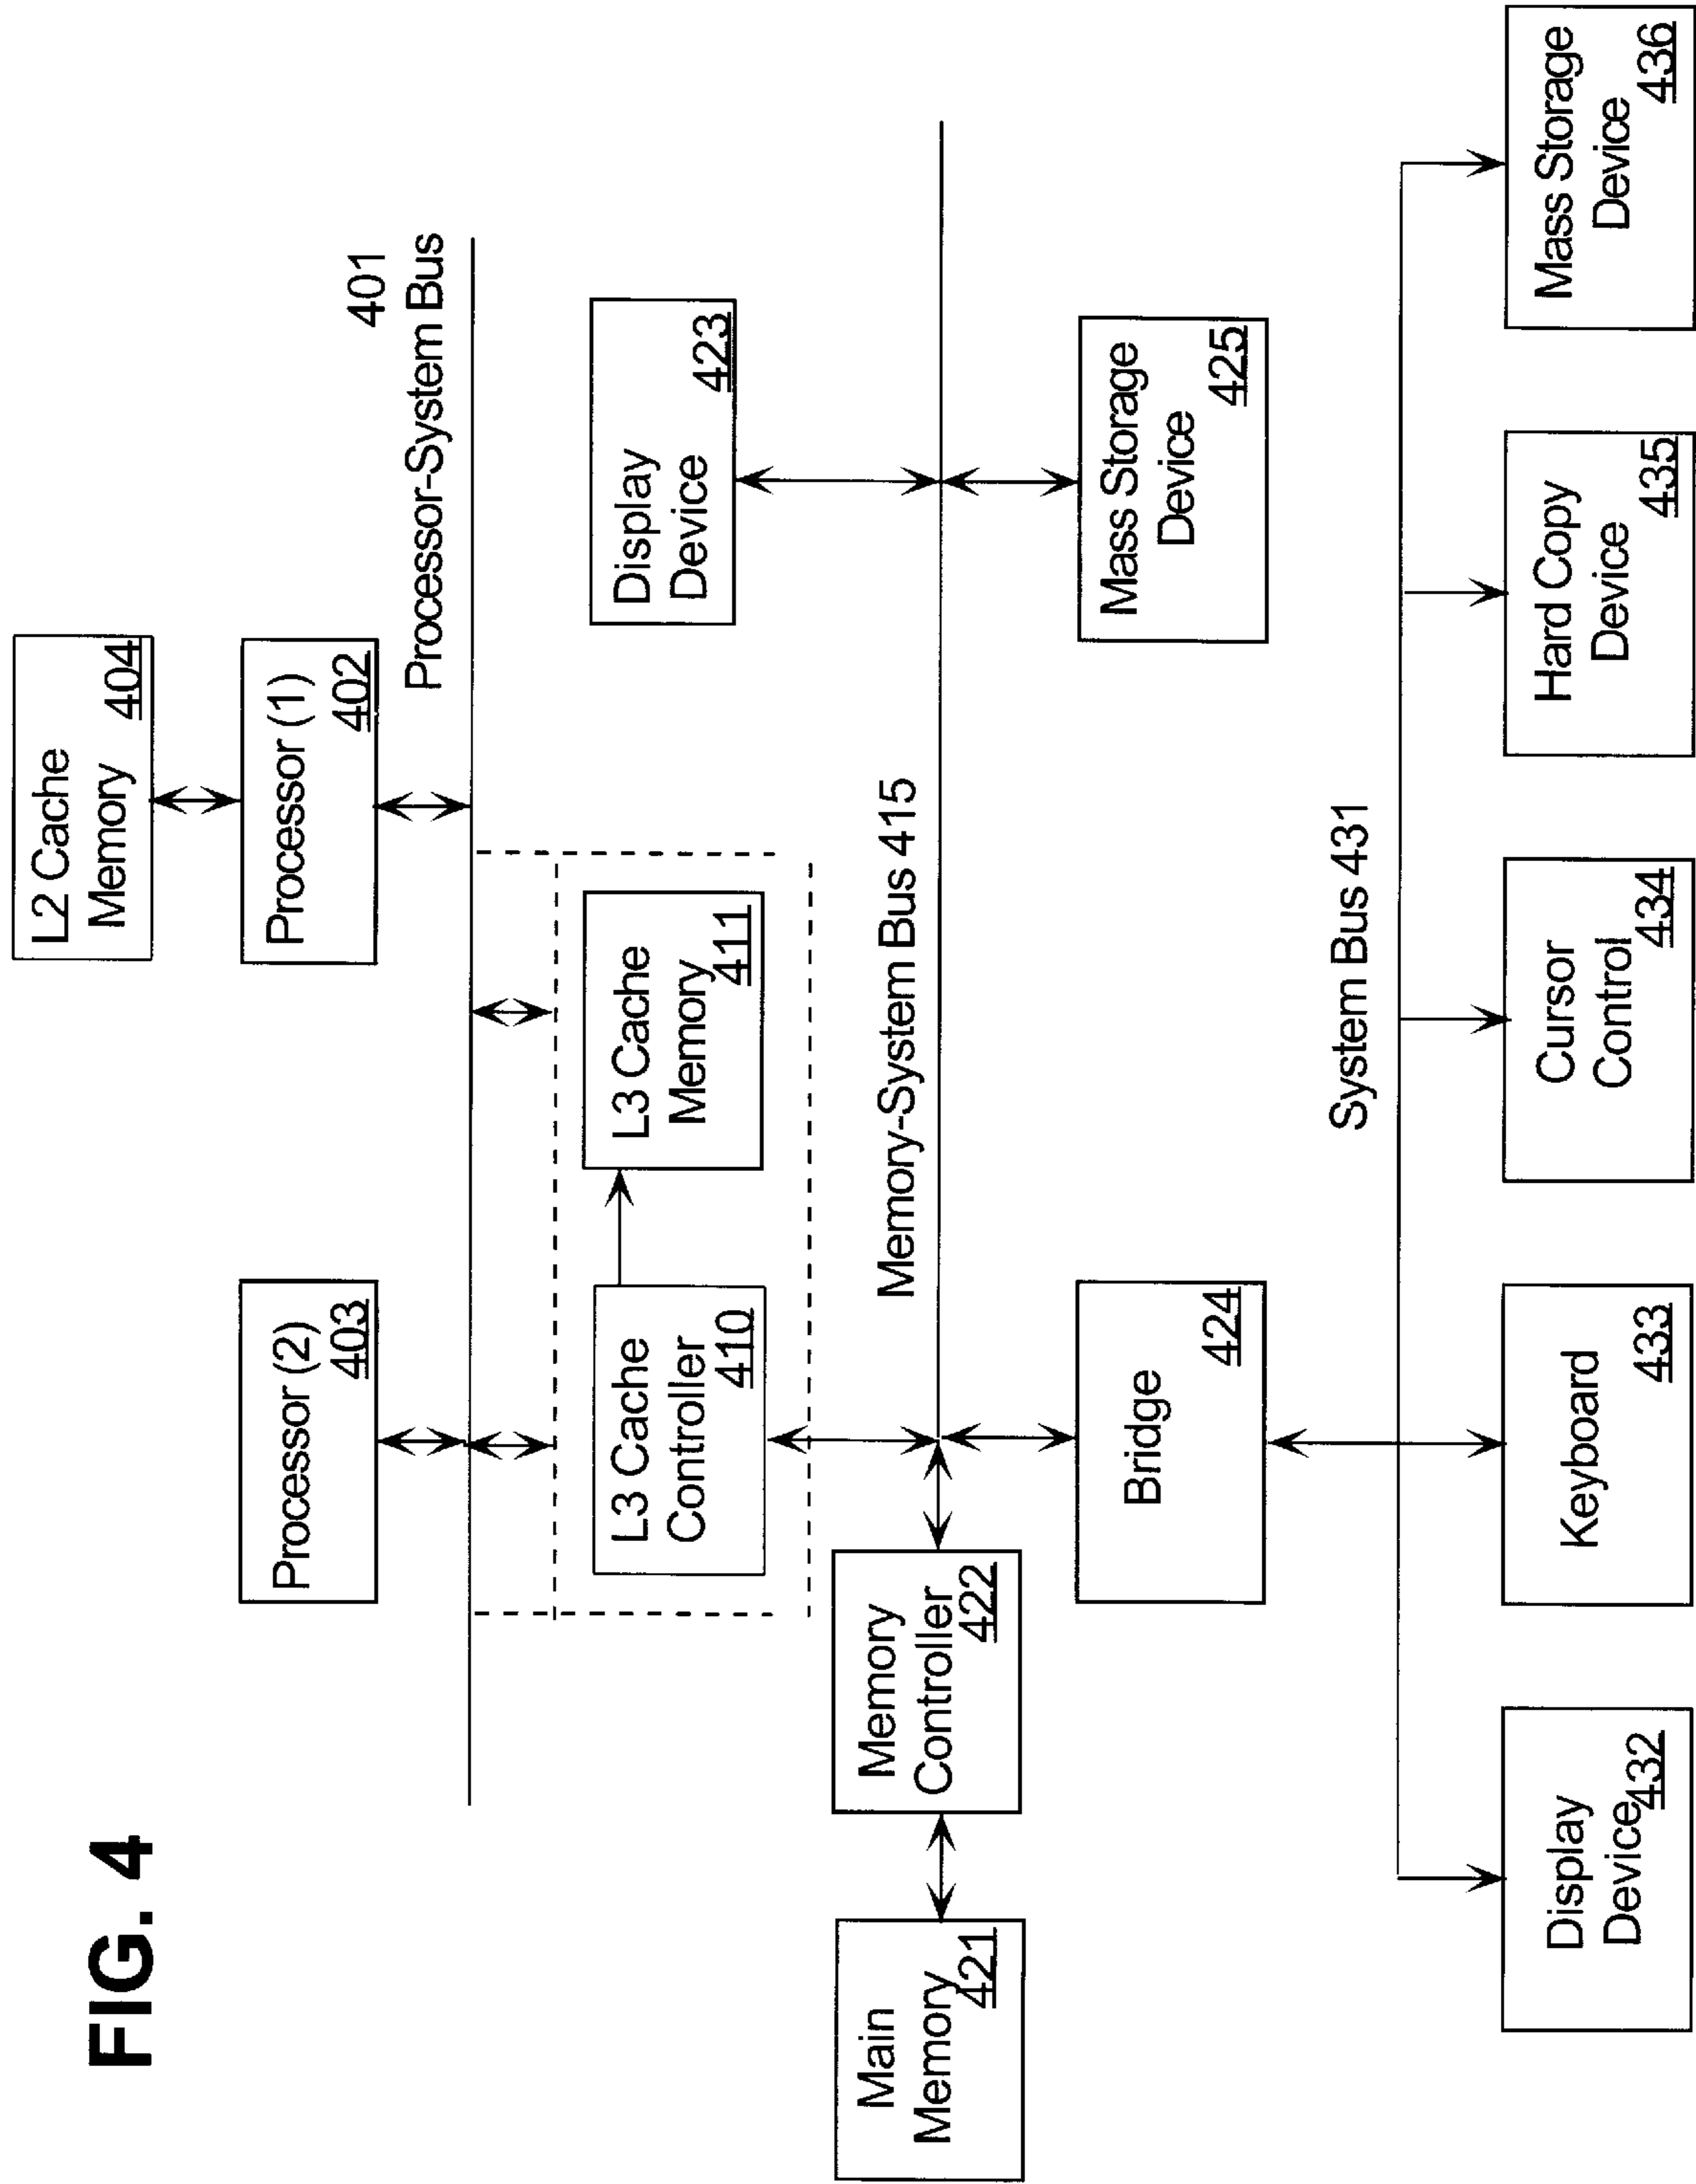 FIG. 4
L2 Cache
Memory
404
Processor (2)
403
Processor (1)
402
401
Processor-System Bus
L3 Cache
Controller
410
L3 Cache
Memory
411
Display
Device
423
Memory-System Bus 415
Main
Memory
421
Memory
Controller
422
Bridge
424
Mass Storage
Device
425
System Bus 431
Display
Device
432
Keyboard
433
Cursor
Control
434
Hard Copy
Device
435
Mass Storage
Device
436